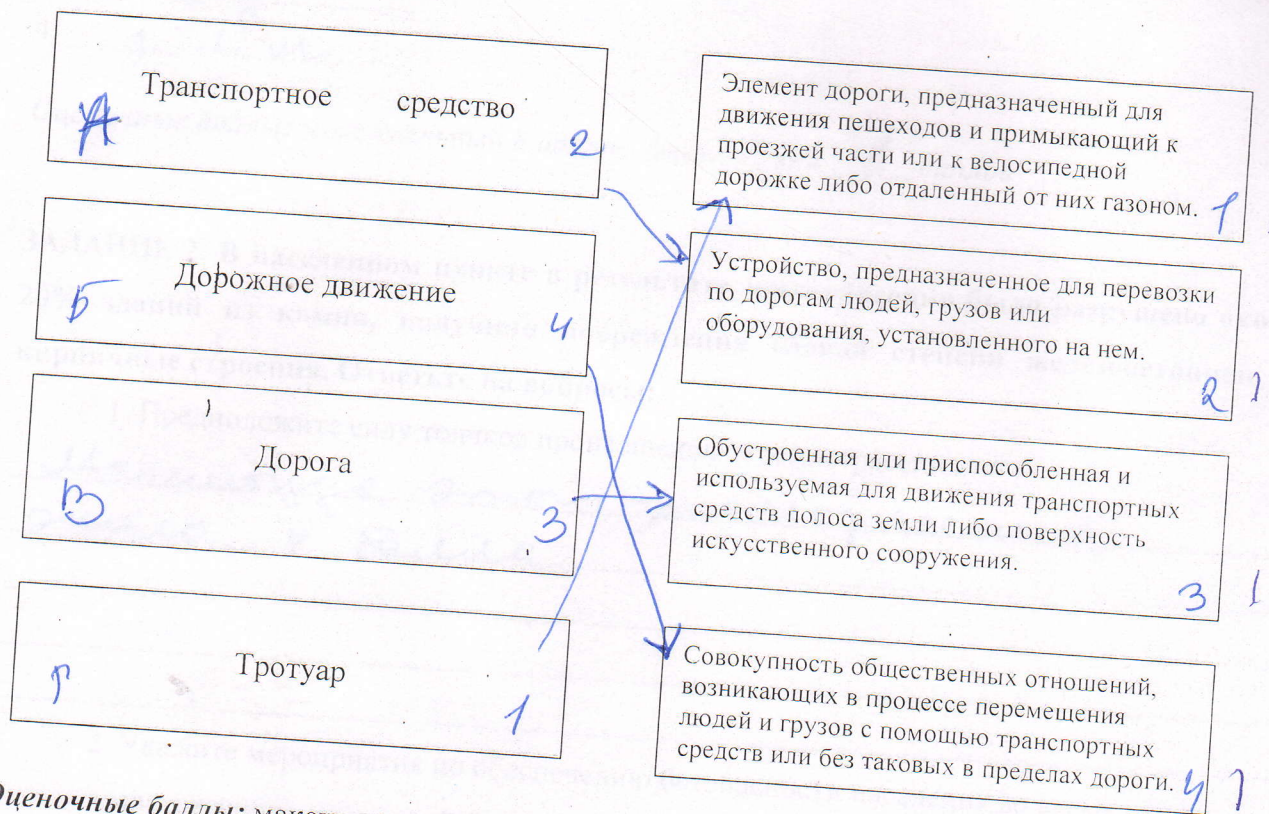 Транспортное средство
А 2
Дорожное движение
Б 4
Дорога
В 3
Тротуар
Г 1
Элемент дороги, предназначенный для
движения пешеходов и примыкающий к
проезжей части или к велосипедной
дорожке либо отдаленный от них газоном. 1
Устройство, предназначенное для перевозки
по дорогам людей, грузов или
оборудования, установленного на нем.
2 1
Обустроенная или приспособленная и
используемая для движения транспортных
средств полоса земли либо поверхность
искусственного сооружения.
3 1
Совокупность общественных отношений,
возникающих в процессе перемещения
людей и грузов с помощью транспортных
средств или без таковых в пределах дороги. 4 1
Оценочные баллы: